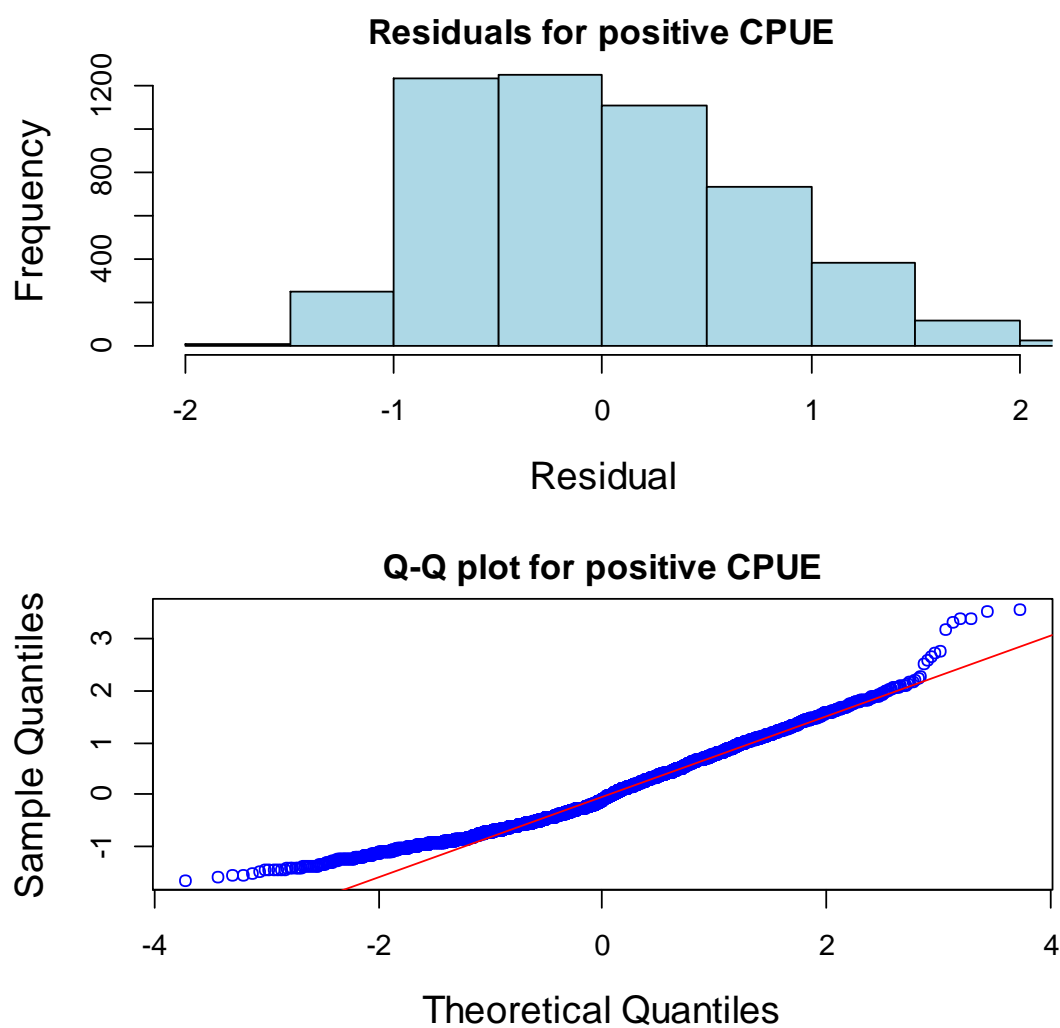 Residuals for positive CPUE
Frequency
0 400 800 1200
-2 -1 0 1 2
Residual
Q-Q plot for positive CPUE
Sample Quantiles
-1 0 1 2 3
-4 -2 0 2 4
Theoretical Quantiles